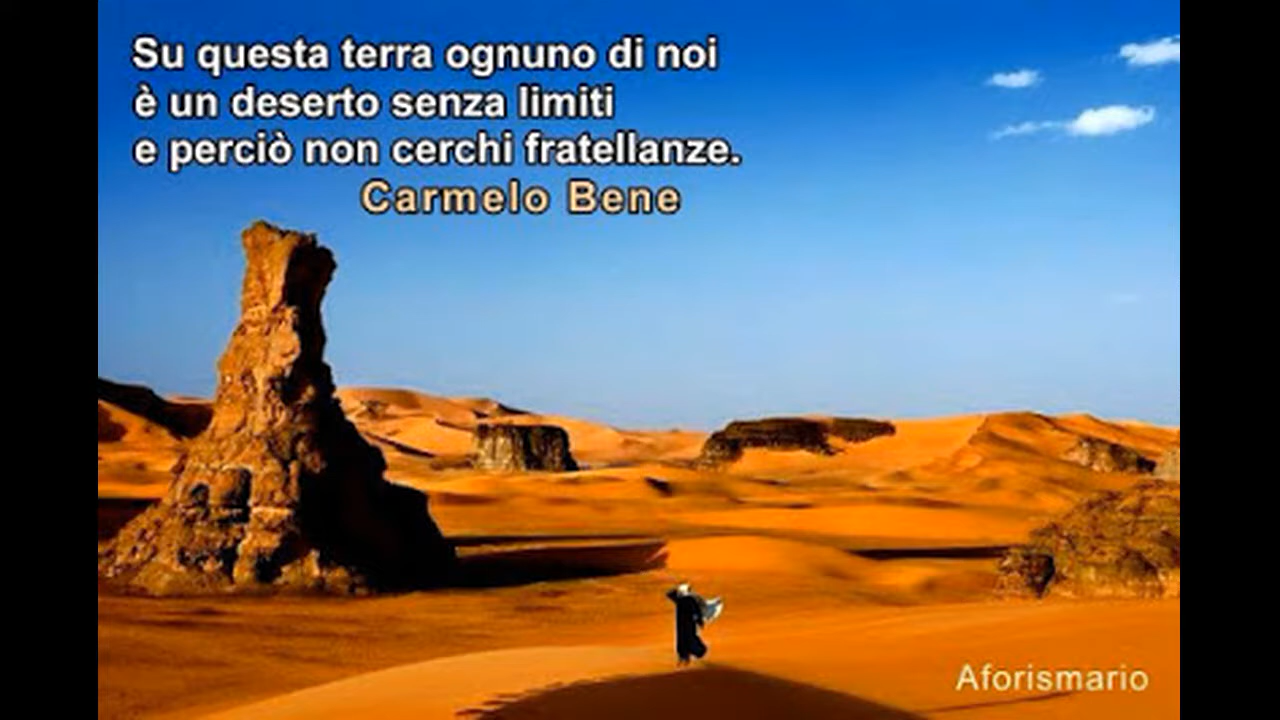 Su questa terra ognuno di noi
è un deserto senza limiti
e perciò non cerchi fratellanze.
Carmelo Bene
Aforismario